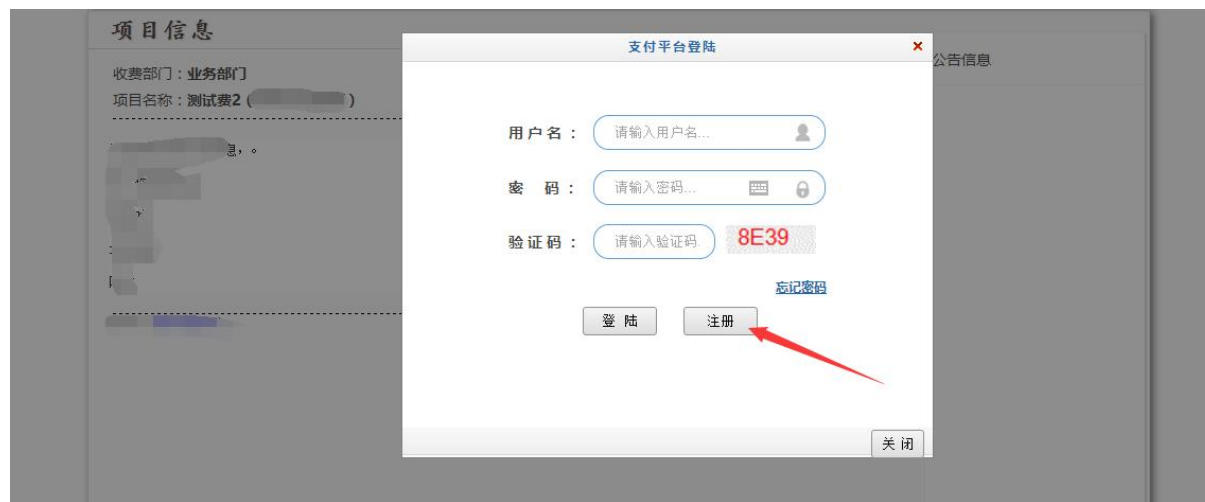 项目信息
支付平台登陆
公告信息
收费部门：业务部门
项目名称：测试费2 ( )
息，。
用户名：
请输入用户名...
密 码：
请输入密码...
验证码：
请输入验证码.
8E39
忘记密码
登 陆
注册
关 闭